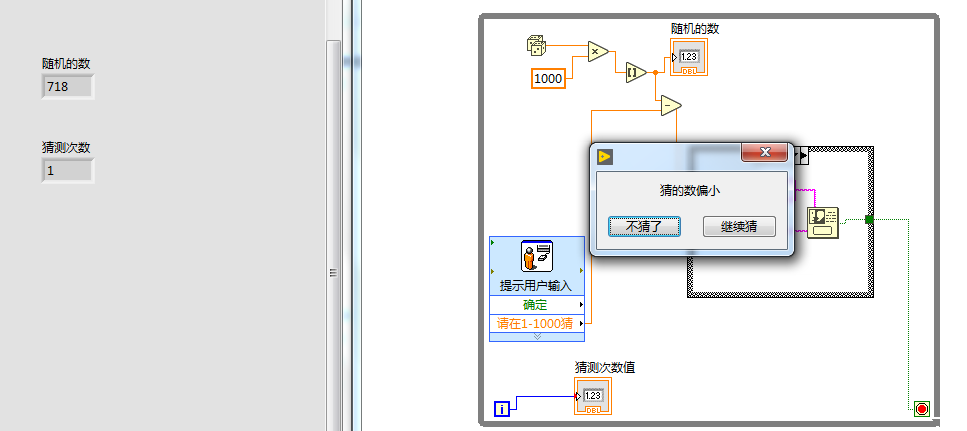 随机的数
718
猜测次数
1
随机的数
1.23
DBL
1000
猜的数偏小
不猜了
继续猜
提示用户输入
确定
请在1-1000猜
猜测次数值
1.23
DBL
i